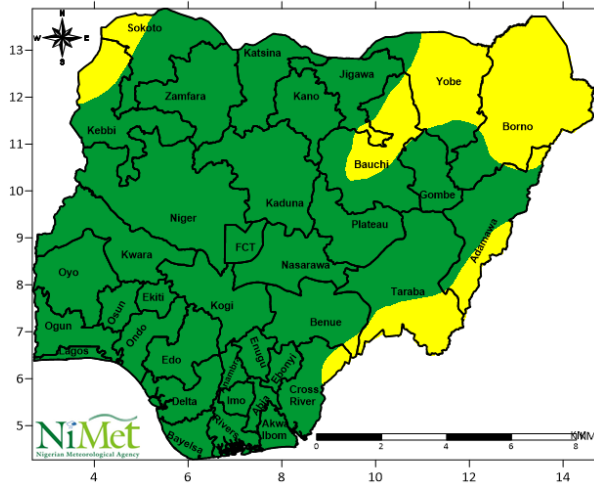 N
W E
S
13
12
11
10
9
8
7
6
5
4
6
8
10
12
14
Sokoto
Katsina
Jigawa
Yobe
Zamfara
Kano
Borno
Kebbi
Bauchi
Gombe
Kaduna
Niger
Plateau
FCT
Adamawa
Kwara
Nasarawa
Oyo
Taraba
Ekiti
Osun
Kogi
Ogun
Ondo
Benue
Lagos
Edo
Enugu
Anambra
Ebonyi
Delta
Imo
Abia
Cross
River
Rivers
Akwa
Ibom
Bayelsa
NiMet
Nigerian Meteorological Agency
0 2 4 6 8